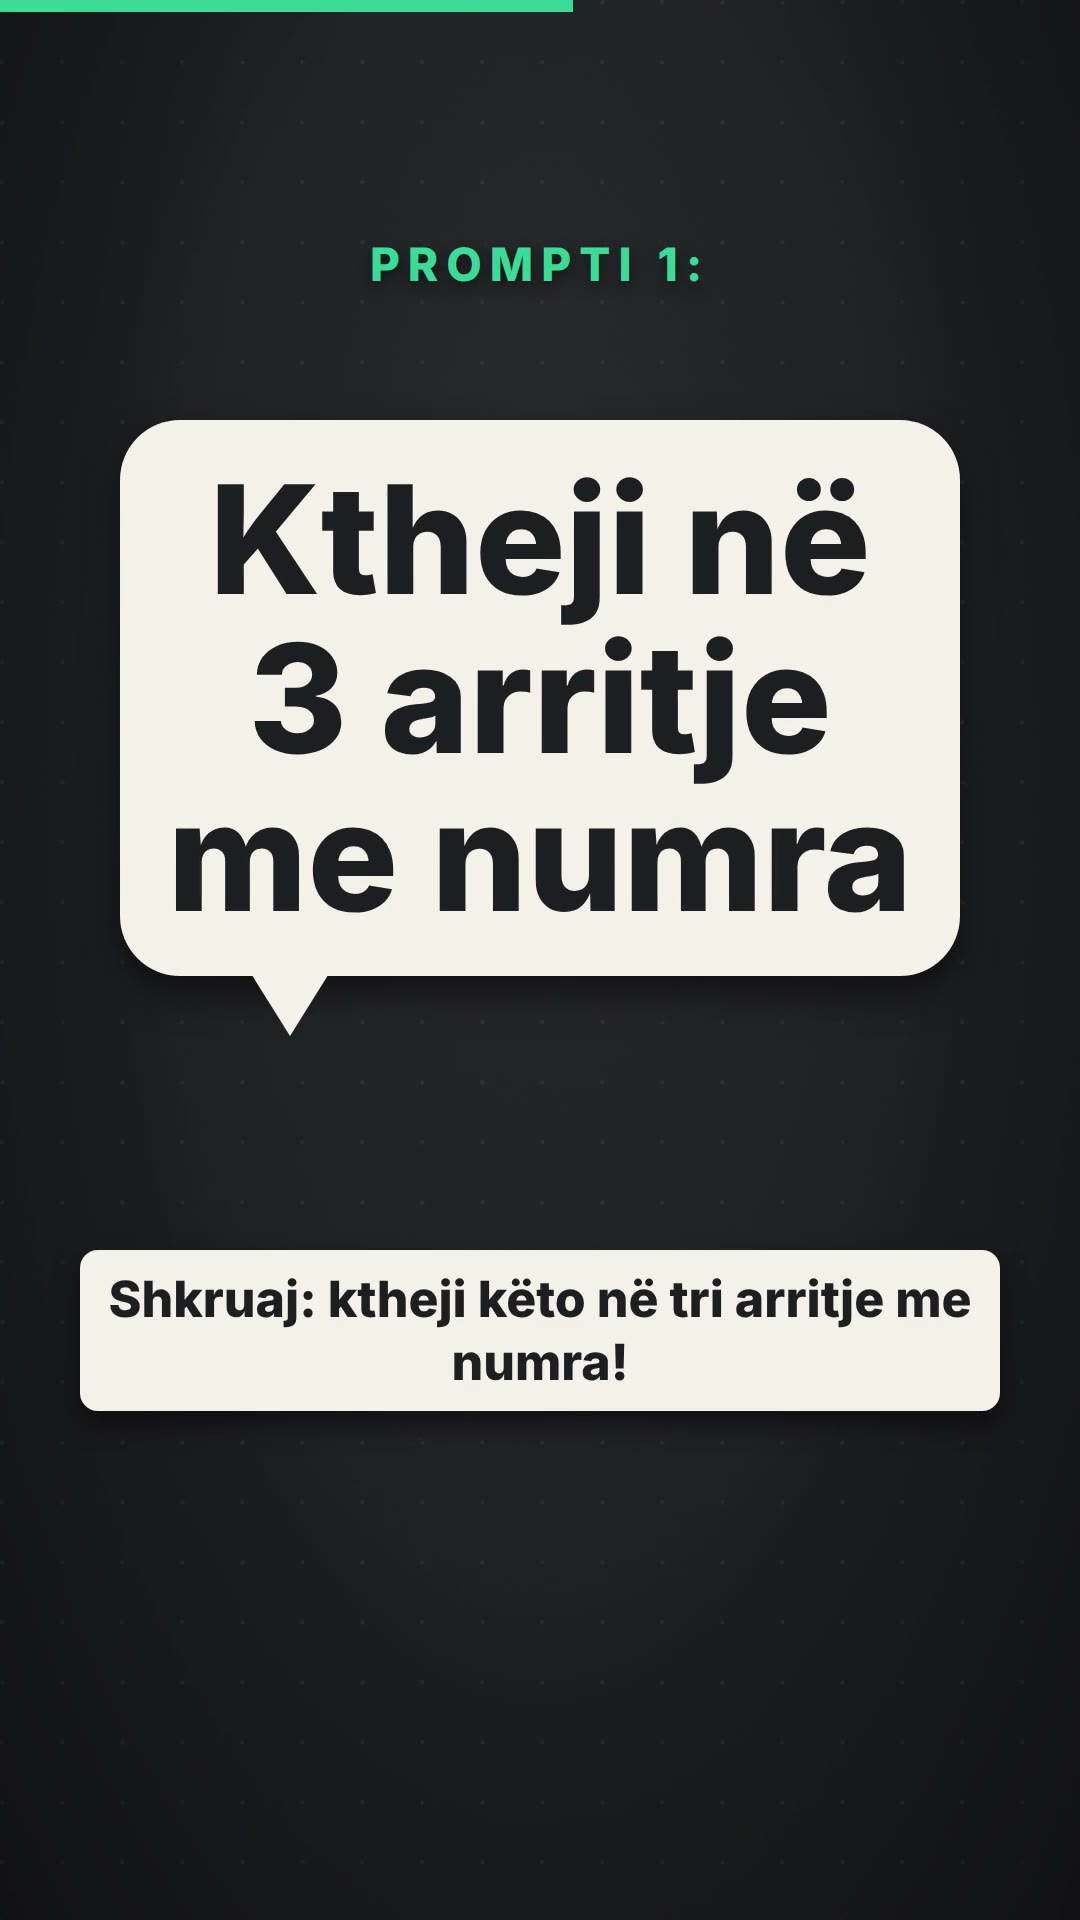 PROMPTI 1:
Ktheji në
3 arritje
me numra
Shkruaj: ktheji këto në tri arritje me
numra!